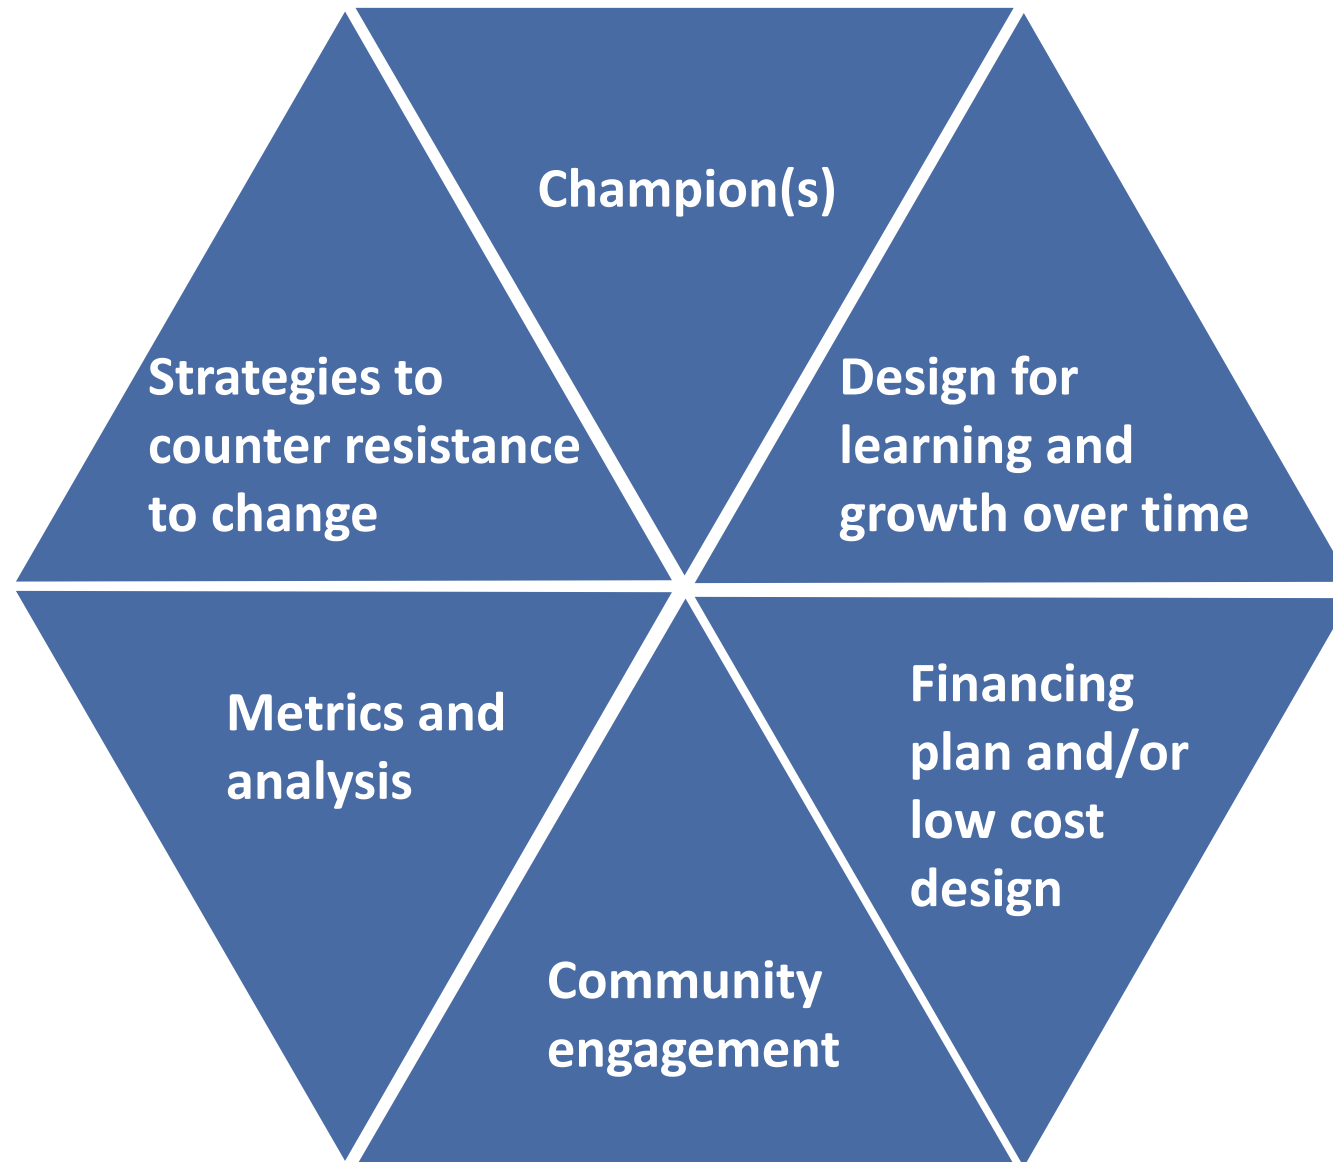 Champion(s)
Strategies to
counter resistance
to change
Design for
learning and
growth over time
Metrics and
analysis
Financing
plan and/or
low cost
design
Community
engagement